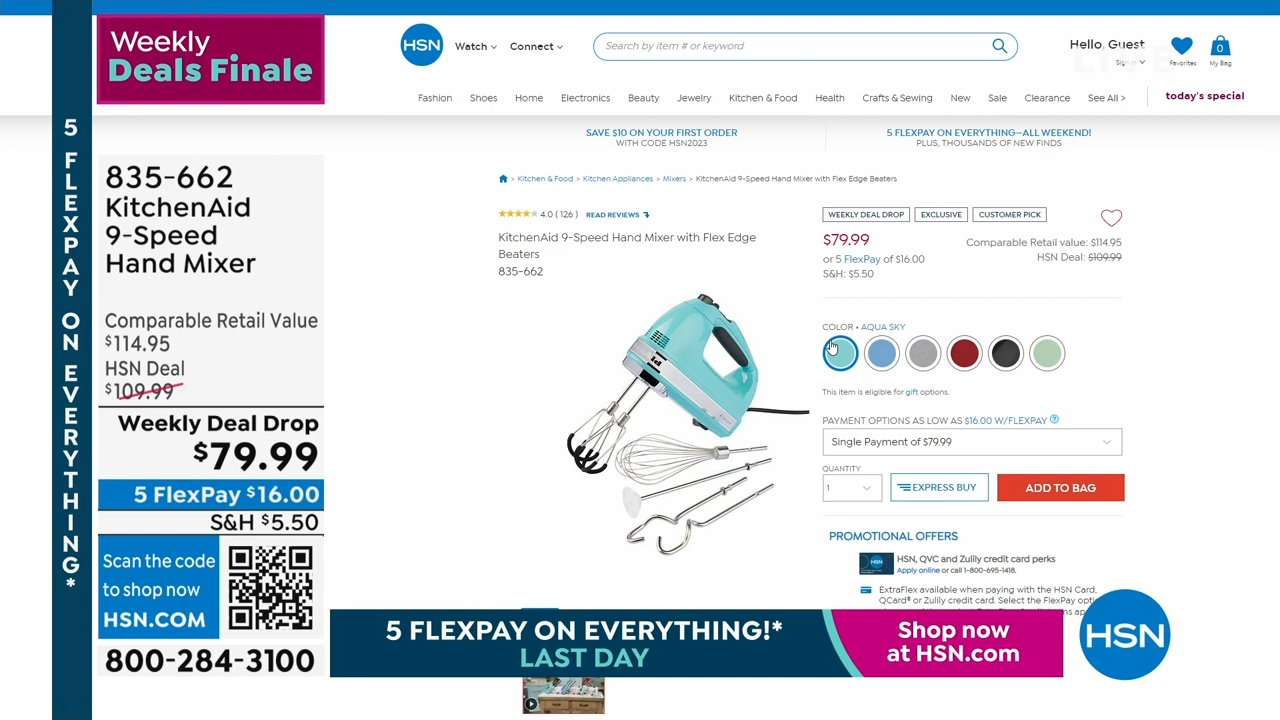 Weekly
Deals Finale
5 FLEXPAY ON EVERYTHING*
835-662
KitchenAid
9-Speed
Hand Mixer
Comparable Retail Value
$114.95
HSN Deal
$109.99
Weekly Deal Drop
$79.99
5 FlexPay $16.00
S&H $5.50
Scan the code
to shop now
HSN.COM
800-284-3100
HSN
Watch
Connect
Search by item # or keyword
Hello, Guest
Sign In
LIVE
Favorites
0
My Bag
Fashion Shoes Home Electronics Beauty Jewelry Kitchen & Food Health Crafts & Sewing New Sale Clearance See All > today's special
SAVE $10 ON YOUR FIRST ORDER
WITH CODE HSN2023
5 FLEXPAY ON EVERYTHING—ALL WEEKEND!
PLUS, THOUSANDS OF NEW FINDS
> Kitchen & Food > Kitchen Appliances > Mixers > KitchenAid 9-Speed Hand Mixer with Flex Edge Beaters
4.0 ( 126 ) READ REVIEWS
KitchenAid 9-Speed Hand Mixer with Flex Edge
Beaters
835-662
WEEKLY DEAL DROP EXCLUSIVE CUSTOMER PICK
$79.99
Comparable Retail value: $114.95
or 5 FlexPay of $16.00
HSN Deal: $109.99
S&H: $5.50
COLOR • AQUA SKY
This item is eligible for gift options.
PAYMENT OPTIONS AS LOW AS $16.00 W/FLEXPAY ?
Single Payment of $79.99
QUANTITY
1
EXPRESS BUY
ADD TO BAG
PROMOTIONAL OFFERS
HSN, QVC and Zulily credit card perks
Apply online or call 1-800-695-1418.
ExtraFlex available when paying with the HSN Card,
QCard® or Zulily credit card. Select the FlexPay
5 FLEXPAY ON EVERYTHING!*
LAST DAY
Shop now
at HSN.com
HSN